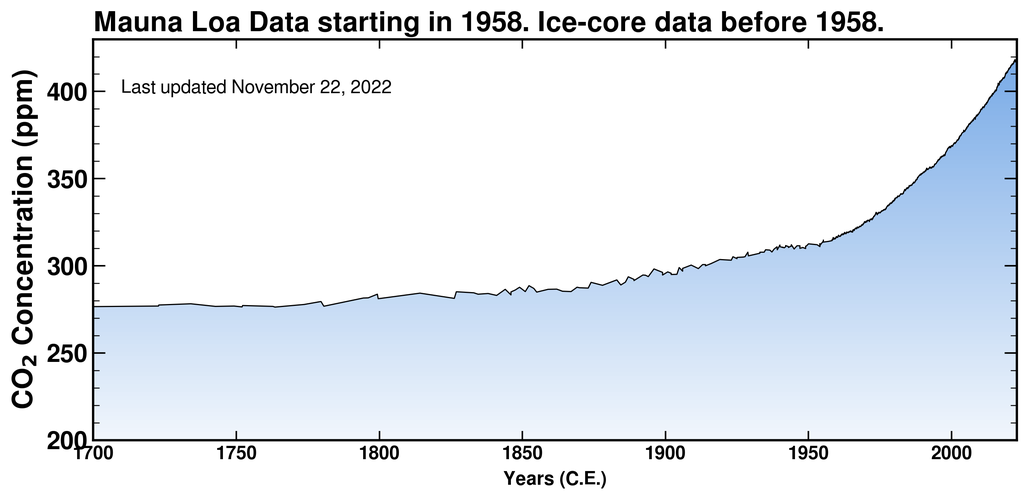 Mauna Loa Data starting in 1958. Ice-core data before 1958.
Last updated November 22, 2022
CO₂ Concentration (ppm)
400
350
300
250
200
1700 1750 1800 1850 1900 1950 2000
Years (C.E.)